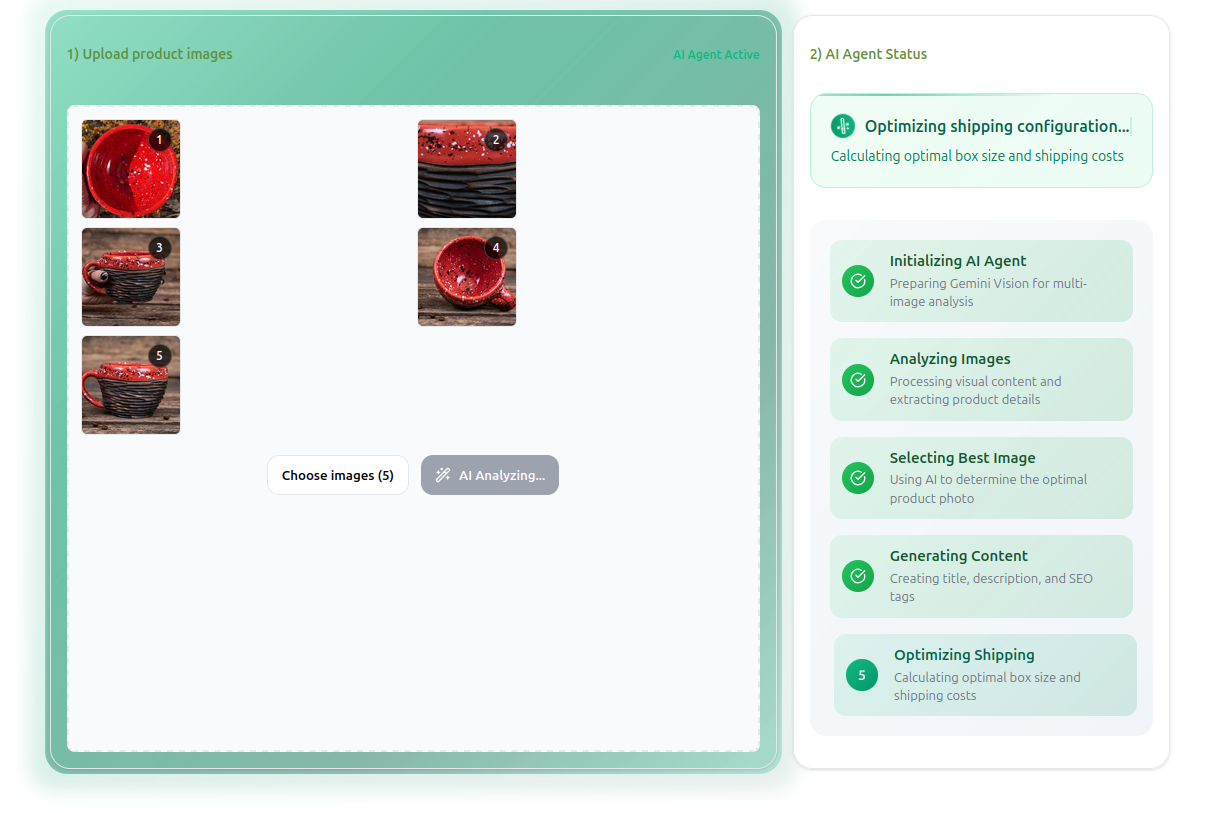 1) Upload product images
AI Agent Active
1
2
3
4
5
Choose images (5)
AI Analyzing...
2) AI Agent Status
Optimizing shipping configuration...
Calculating optimal box size and shipping costs
Initializing AI Agent
Preparing Gemini Vision for multi-
image analysis
Analyzing Images
Processing visual content and
extracting product details
Selecting Best Image
Using AI to determine the optimal
product photo
Generating Content
Creating title, description, and SEO
tags
5
Optimizing Shipping
Calculating optimal box size and
shipping costs